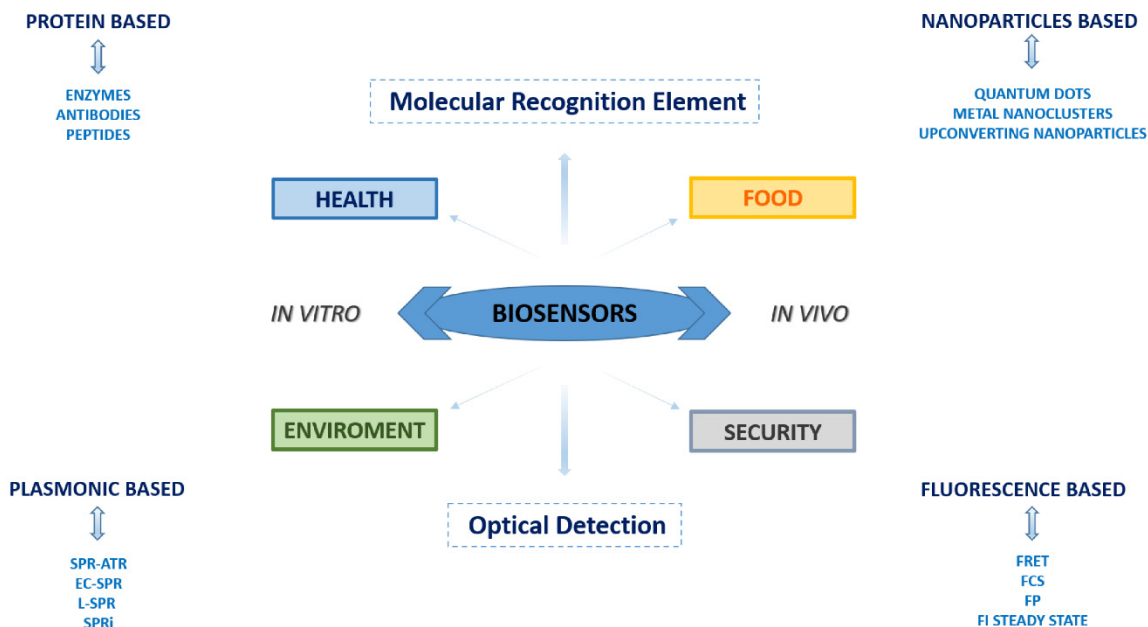 PROTEIN BASED
ENZYMES
ANTIBODIES
PEPTIDES
NANOPARTICLES BASED
QUANTUM DOTS
METAL NANOCLUSTERS
UPCONVERTING NANOPARTICLES
Molecular Recognition Element
HEALTH
FOOD
IN VITRO
BIOSENSORS
IN VIVO
ENVIROMENT
SECURITY
Optical Detection
PLASMONIC BASED
SPR-ATR
EC-SPR
L-SPR
SPRi
FLUORESCENCE BASED
FRET
FCS
FP
FI STEADY STATE